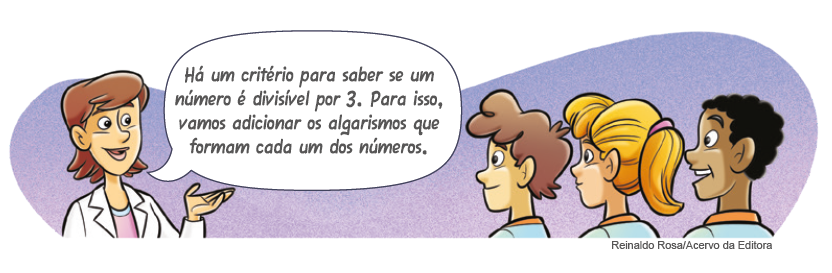 Há um critério para saber se um
número é divisível por 3. Para isso,
vamos adicionar os algarismos que
formam cada um dos números.
Reinaldo Rosa/Acervo da Editora